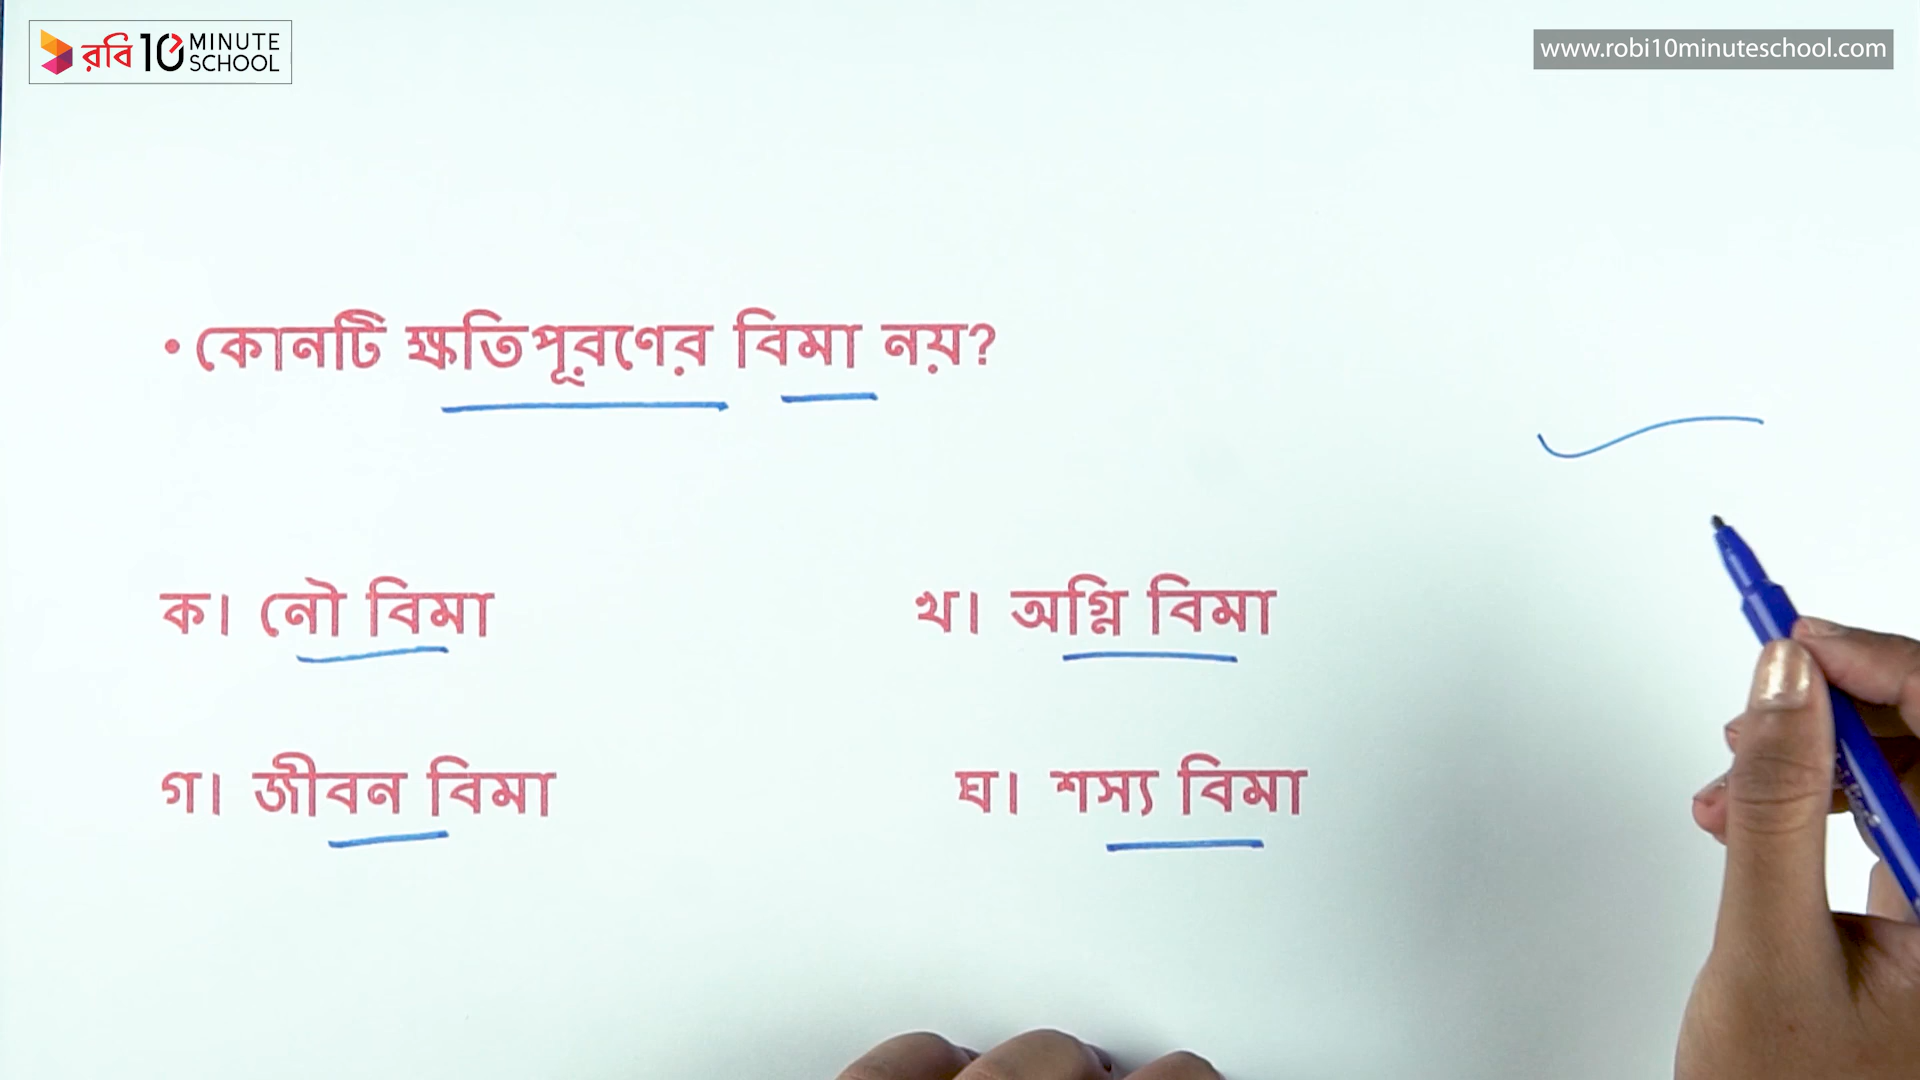 রবি 10 MINUTE SCHOOL
www.robi10minuteschool.com
• কোনটি ক্ষতিপূরণের বিমা নয়?
ক। নৌ বিমা
খ। অগ্নি বিমা
গ। জীবন বিমা
ঘ। শস্য বিমা